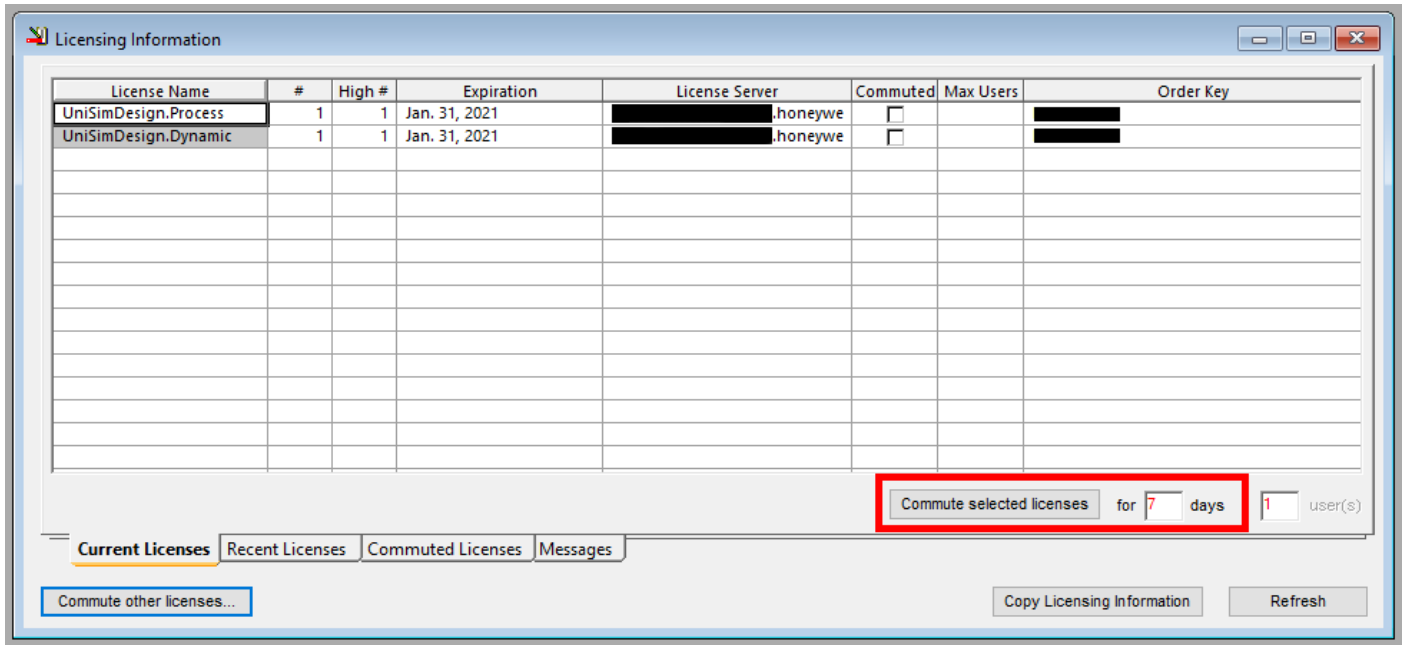 Licensing Information
License Name # High # Expiration License Server Commuted Max Users Order Key
UniSimDesign.Process 1 1 Jan. 31, 2021 .honeywe
UniSimDesign.Dynamic 1 1 Jan. 31, 2021 .honeywe
Commute selected licenses for 7 days 1 user(s)
Current Licenses Recent Licenses Commuted Licenses Messages
Commute other licenses... Copy Licensing Information Refresh